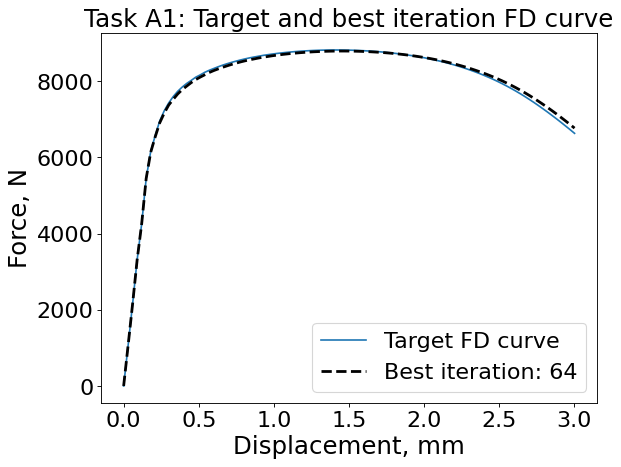 Task A1: Target and best iteration FD curve
8000
6000
4000
2000
0
Force, N
Target FD curve
Best iteration: 64
0.0 0.5 1.0 1.5 2.0 2.5 3.0
Displacement, mm